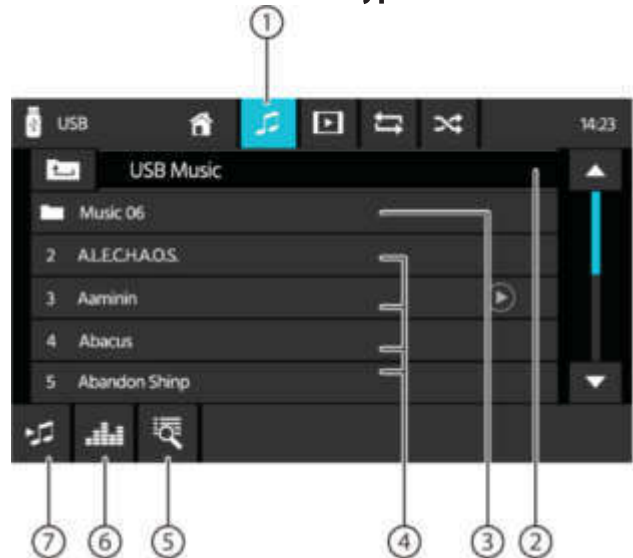 1
USB
14:23
USB Music
Music 06
2 A.L.E.C.H.A.O.S.
3 Aaminin
4 Abacus
5 Abandon Shinp
7 6 5 4 3 2